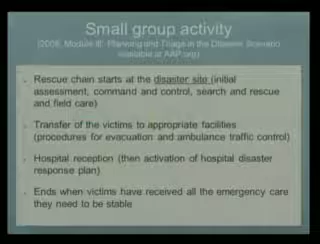 Small group activity
(2008, Module III: Planning and Triage in the Disaster Scenario
available at AAP.org)
Rescue chain starts at the disaster site (initial
assessment, command and control, search and rescue
and field care)
Transfer of the victims to appropriate facilities
(procedures for evacuation and ambulance traffic control)
Hospital reception (then activation of hospital disaster
response plan)
Ends when victims have received all the emergency care
they need to be stable